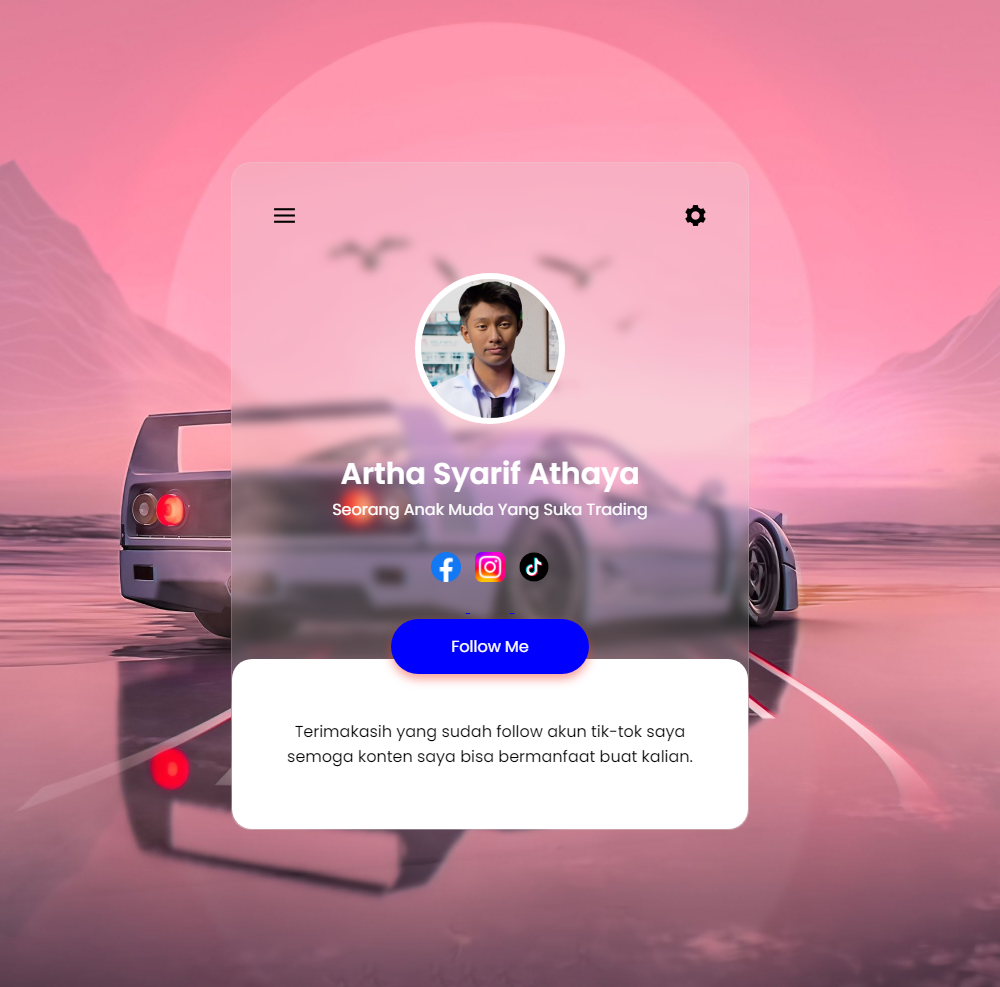 Artha Syarif Athaya
Seorang Anak Muda Yang Suka Trading
Follow Me
Terimakasih yang sudah follow akun tik-tok saya
semoga konten saya bisa bermanfaat buat kalian.